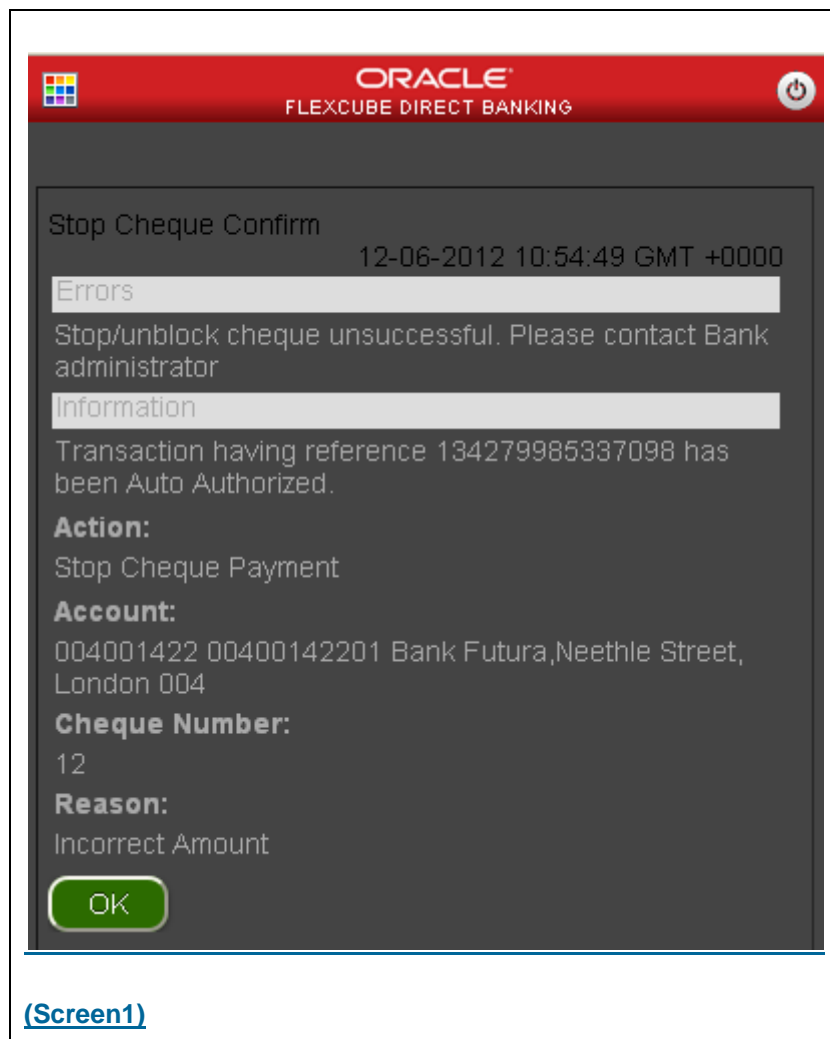 ORACLE
FLEXCUBE DIRECT BANKING
Stop Cheque Confirm
12-06-2012 10:54:49 GMT +0000
Errors
Stop/unblock cheque unsuccessful. Please contact Bank
administrator
Information
Transaction having reference 134279985337098 has
been Auto Authorized.
Action:
Stop Cheque Payment
Account:
004001422 00400142201 Bank Futura,Neethle Street,
London 004
Cheque Number:
12
Reason:
Incorrect Amount
OK
(Screen1)